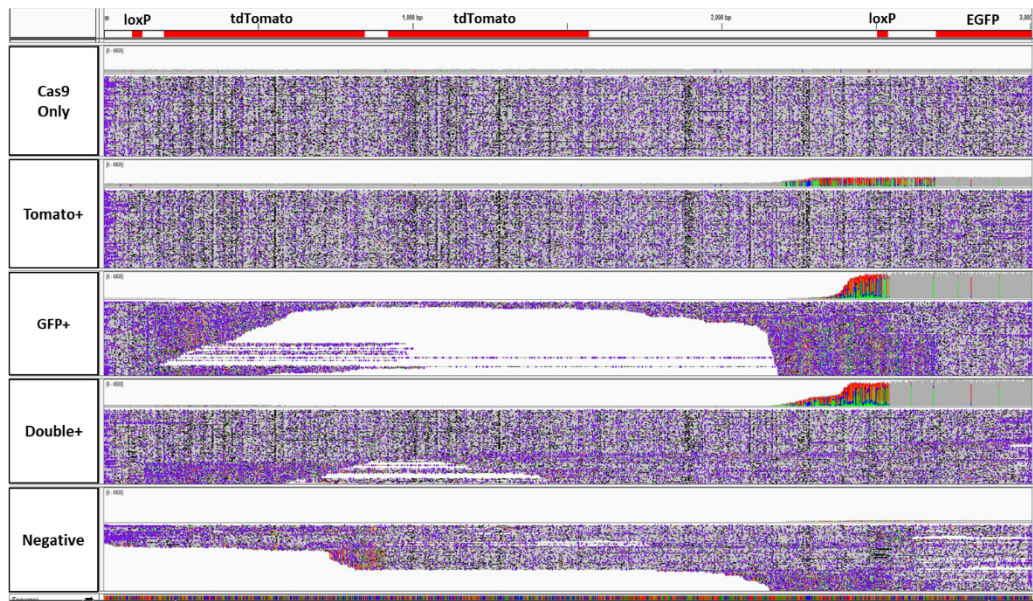 loxP tdTomato 1,000 bp tdTomato 2,000 bp loxP EGFP
Cas9
Only
Tomato+
GFP+
Double+
Negative